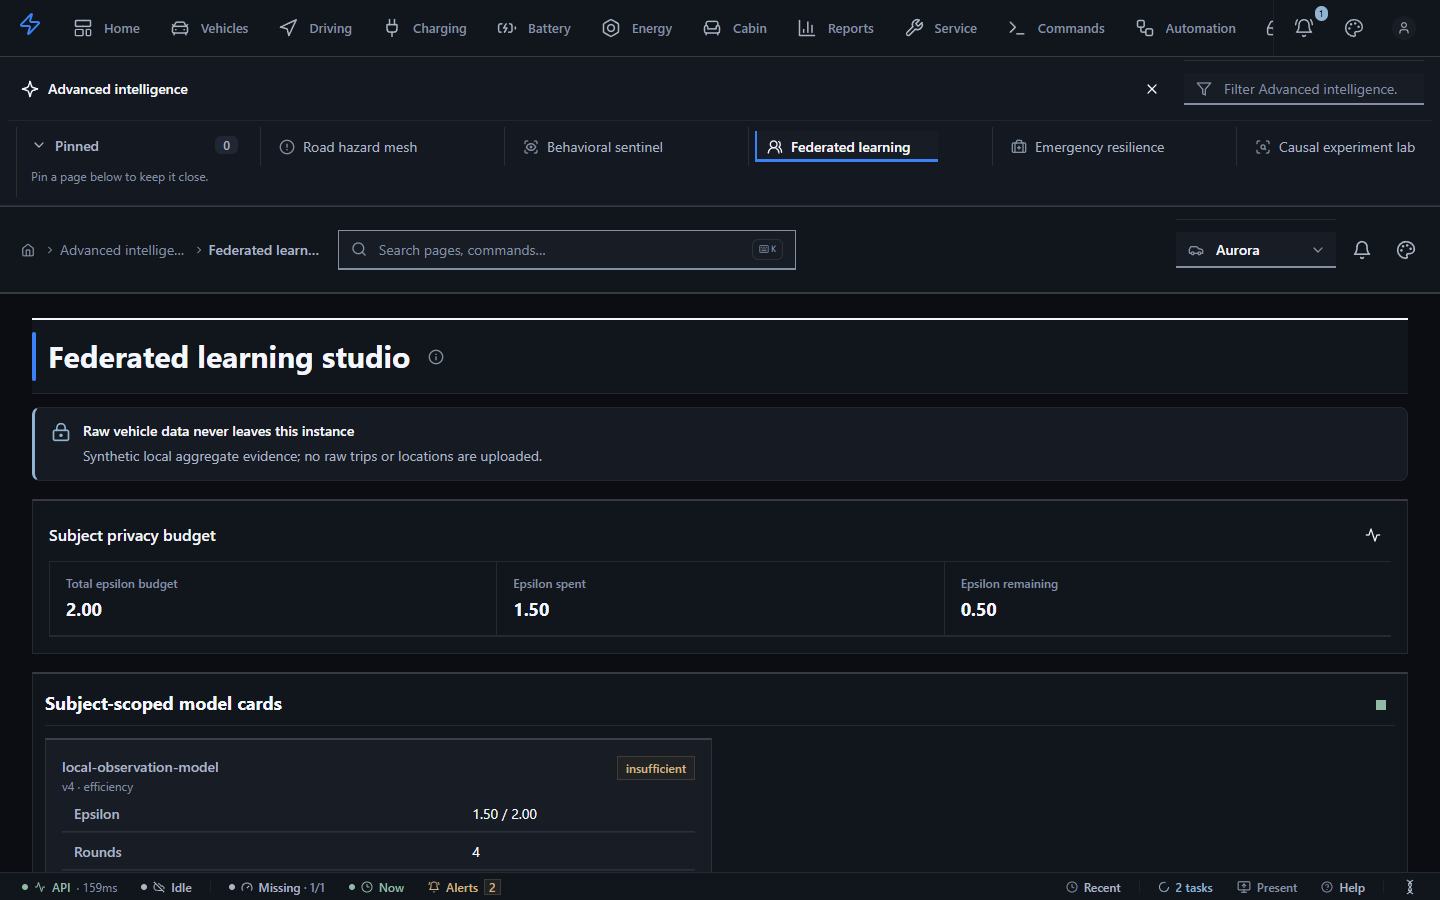 Home
Vehicles
Driving
Charging
Battery
Energy
Cabin
Reports
Service
Commands
Automation
1
Advanced intelligence
Filter Advanced intelligence.
Pinned
0
Road hazard mesh
Behavioral sentinel
Federated learning
Emergency resilience
Causal experiment lab
Pin a page below to keep it close.
Advanced intellige...
Federated learn...
Search pages, commands...
K
Aurora
Federated learning studio
Raw vehicle data never leaves this instance
Synthetic local aggregate evidence; no raw trips or locations are uploaded.
Subject privacy budget
Total epsilon budget
2.00
Epsilon spent
1.50
Epsilon remaining
0.50
Subject-scoped model cards
local-observation-model
insufficient
v4 · efficiency
Epsilon
1.50 / 2.00
Rounds
4
API · 159ms
Idle
Missing · 1/1
Now
Alerts 2
Recent
2 tasks
Present
Help